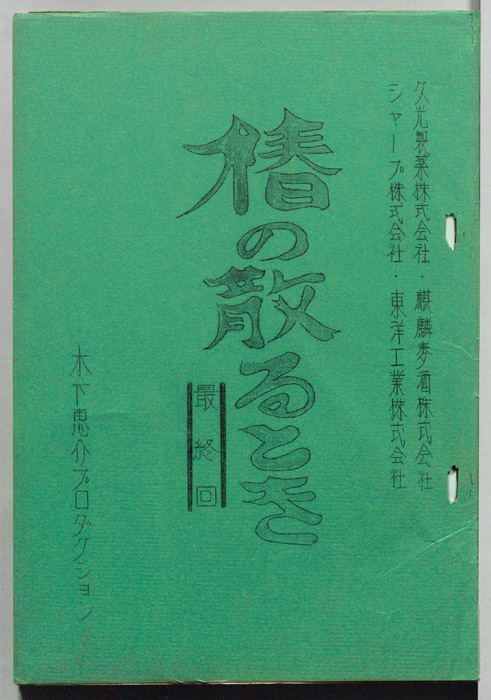 久光製薬株式会社・麒麟麦酒株式会社
シャープ株式会社・東洋工業株式会社
椿の散るとき
最終回
木下恵介プロダクション